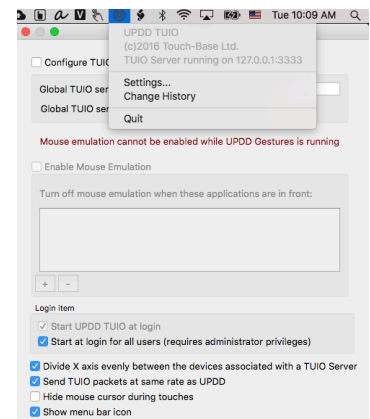 Tue 10:09 AM
UPDD TUIO
(c)2016 Touch-Base Ltd.
TUIO Server running on 127.0.0.1:3333
Settings...
Change History
Quit
Configure TUIO
Global TUIO ser
Global TUIO ser
Mouse emulation cannot be enabled while UPDD Gestures is running
Enable Mouse Emulation
Turn off mouse emulation when these applications are in front:
+ -
Login item
Start UPDD TUIO at login
Start at login for all users (requires administrator privileges)
Divide X axis evenly between the devices associated with a TUIO Server
Send TUIO packets at same rate as UPDD
Hide mouse cursor during touches
Show menu bar icon